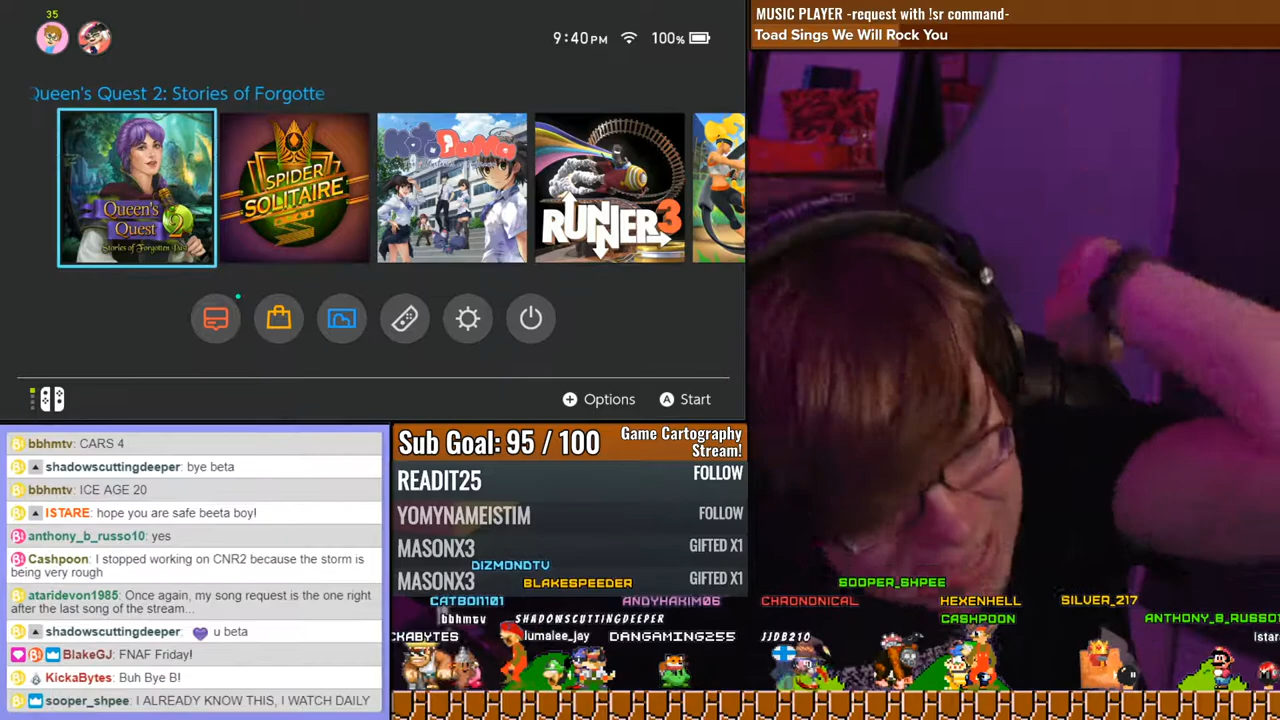 35
9:40 PM
100%
Queen's Quest 2: Stories of Forgotte
Queen's
Quest 2
Stories of Forgotten Past
SPIDER
SOLITAIRE
KotoDama
RUNNER3
Options
Start
MUSIC PLAYER -request with !sr command-
Toad Sings We Will Rock You
bbhmtv: CARS 4
shadowscuttingdeeper: bye beta
bbhmtv: ICE AGE 20
ISTARE: hope you are safe beeta boy!
anthony_b_russo10: yes
Cashpoon: I stopped working on CNR2 because the storm is
being very rough
ataridevon1985: Once again, my song request is the one right
after the last song of the stream...
shadowscuttingdeeper: u beta
BlakeGJ: FNAF Friday!
KickaBytes: Buh Bye B!
sooper_shpee: I ALREADY KNOW THIS, I WATCH DAILY
Sub Goal: 95 / 100
Game Cartography
Stream!
READIT25 FOLLOW
YOMYNAMEISTIM FOLLOW
MASONX3 GIFTED X1
MASONX3 GIFTED X1
DIZMONDTV
BLAKESPEEDER
SOOPER_SHPEE
CATBOI1101
ANDYHAKIM06
CHRONONICAL
HEXENHELL
SILVER_217
bbhmtv
SHADOWSCUTTINGDEEPER
CASHPOON
ANTHONY_B_RUSSO1
CKABYTES
lumalee_jay
DANGAMING255
JJDB210
istar